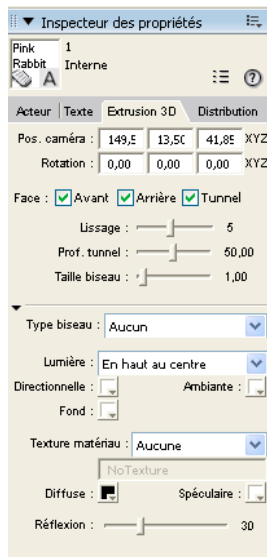 Inspecteur des propriétés
Pink Rabbit
1
Interne
A
?
Acteur Texte Extrusion 3D Distribution
Pos. caméra : 149,5 13,50 41,85 XYZ
Rotation : 0,00 0,00 0,00 XYZ
Face : Avant Arrière Tunnel
Lissage : 5
Prof. tunnel : 50,00
Taille biseau : 1,00
Type biseau : Aucun
Lumière : En haut au centre
Directionnelle : Ambiante :
Fond :
Texture matériau : Aucune
NoTexture
Diffuse : Spéculaire :
Réflexion : 30